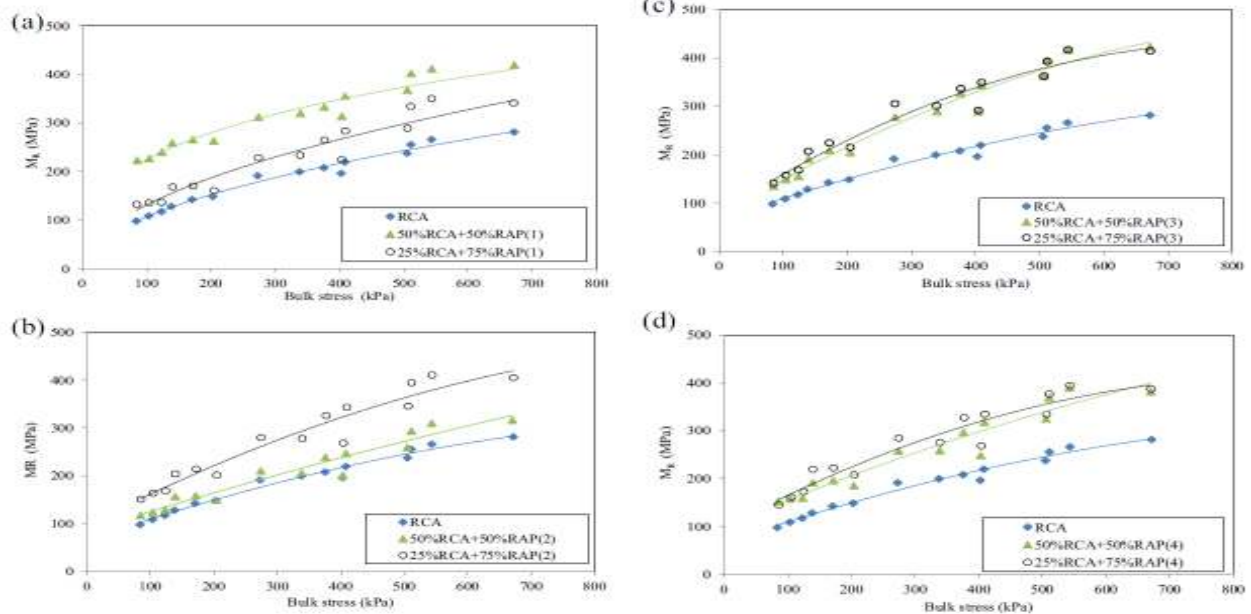 (a)
500
400
300
200
100
0
M_R (MPa)
RCA
50%RCA+50%RAP(1)
25%RCA+75%RAP(1)
0 100 200 300 400 500 600 700 800
Bulk stress (kPa)
(b)
500
400
300
200
100
0
MR (MPa)
RCA
50%RCA+50%RAP(2)
25%RCA+75%RAP(2)
0 100 200 300 400 500 600 700 800
Bulk stress (kPa)
(c)
500
400
300
200
100
0
M_R (MPa)
RCA
50%RCA+50%RAP(3)
25%RCA+75%RAP(3)
0 100 200 300 400 500 600 700 800
Bulk stress (kPa)
(d)
500
400
300
200
100
0
M_R (MPa)
RCA
50%RCA+50%RAP(4)
25%RCA+75%RAP(4)
0 100 200 300 400 500 600 700 800
Bulk stress (kPa)